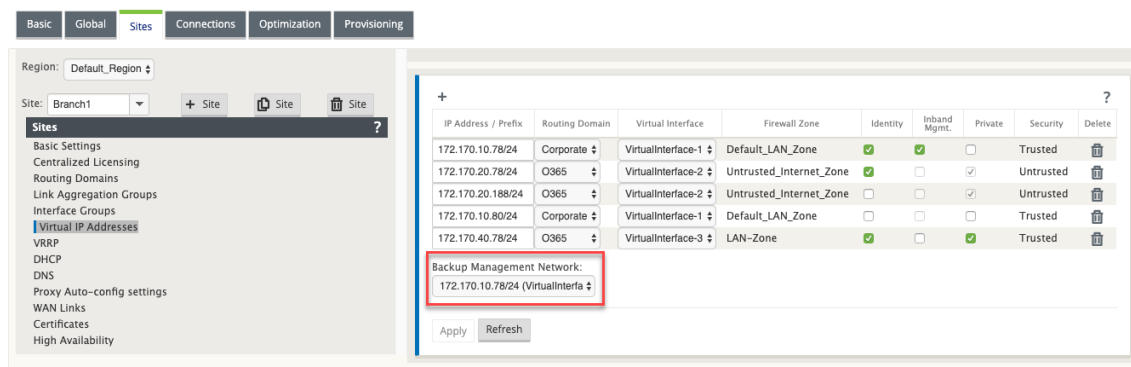 Basic Global Sites Connections Optimization Provisioning
Region: Default_Region
Site: Branch1 + Site Site Site
Sites ?
Basic Settings
Centralized Licensing
Routing Domains
Link Aggregation Groups
Interface Groups
Virtual IP Addresses
VRRP
DHCP
DNS
Proxy Auto-config settings
WAN Links
Certificates
High Availability
+ ?
IP Address / Prefix Routing Domain Virtual Interface Firewall Zone Identity Inband Mgmt. Private Security Delete
172.170.10.78/24 Corporate VirtualInterface-1 Default_LAN_Zone Trusted
172.170.20.78/24 O365 VirtualInterface-2 Untrusted_Internet_Zone Untrusted
172.170.20.188/24 O365 VirtualInterface-2 Untrusted_Internet_Zone Untrusted
172.170.10.80/24 Corporate VirtualInterface-1 Default_LAN_Zone Trusted
172.170.40.78/24 O365 VirtualInterface-3 LAN-Zone Trusted
Backup Management Network:
172.170.10.78/24 (VirtualInterfa
Apply Refresh